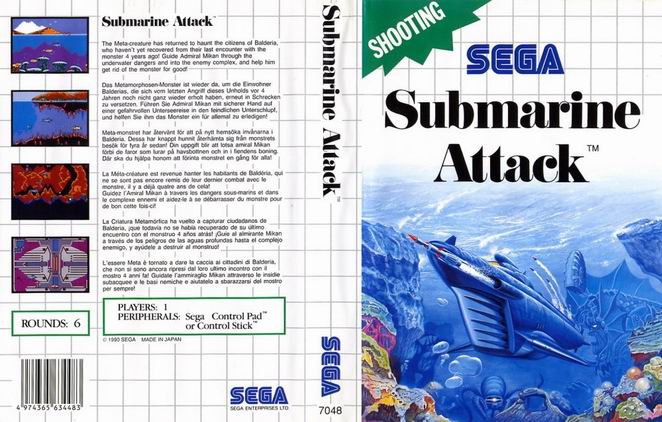 Submarine Attack™
The Meta-creature has returned to haunt the citizens of Balderia,
who haven't yet recovered from their last encounter with the
monster 4 years ago! Guide Admiral Mikan through the
underwater dangers and into the enemy complex, and help him
get rid of the monster for good!
Das Metamorphosen-Monster ist wieder da, um die Einwohner
Balderias, die sich vom letzten Angriff dieses Unholds vor 4
Jahren noch nicht ganz wieder erholt haben, erneut in Schrecken
zu versetzen. Führen Sie Admiral Mikan mit sicherer Hand auf
einer gefahrvollen Unterseereise in den feindlichen Unterschlupf,
und helfen Sie ihm das Monster ein für allemal zu erledigen!
Meta-monstret har återvänt för att på nytt hemsöka invånarna i
Balderia. Dessa har knappt hunnit återhämta sig från monstrets
besök för fyra år sedan! Din uppgift blir att lotsa amiral Mikan
förbi de faror som lurar på havsbottnen och in i fiendens boning.
Där ska du hjälpa honom att förinta monstret en gång för alla!
La Méta-créature est revenue hanter les habitants de Baldéria, qui
ne se sont pas encore remis de leur dernier combat avec le
monstre, il y a déjà quatre ans de cela!
Guidez l'Amiral Mikan à travers les dangers sous-marins et dans
le complexe ennemi et aidez-le à se débarrasser du monstre pour
de bon cette fois-ci!
La Criatura Metamórfica ha vuelto a capturar ciudadanos de
Balderia, ¡que todavía no se había recuperado de su último
encuentro con el monstruo 4 años atrás! ¡Guíe al almirante Mikan
a través de los peligros de las aguas profundas hasta el complejo
enemigo, y ayúdele a destruir al monstruo!
L'essere Meta è tornato a dare la caccia ai cittadini di Balderia,
che non si sono ancora ripresi dal loro ultimo incontro con il
mostro 4 anni fa! Guidate l'ammiraglio Mikan attraverso le insidie
subacquee e le basi nemiche e aiutatelo a sbarazzarsi del mostro
per sempre!
ROUNDS: 6
PLAYERS: 1
PERIPHERALS: Sega Control Pad™
or Control Stick™
© 1990 SEGA MADE IN JAPAN
4 974365 634483
SEGA
SEGA ENTERPRISES LTD.
Submarine Attack™
SEGA
7048
SHOOTING
SEGA
Submarine
Attack™